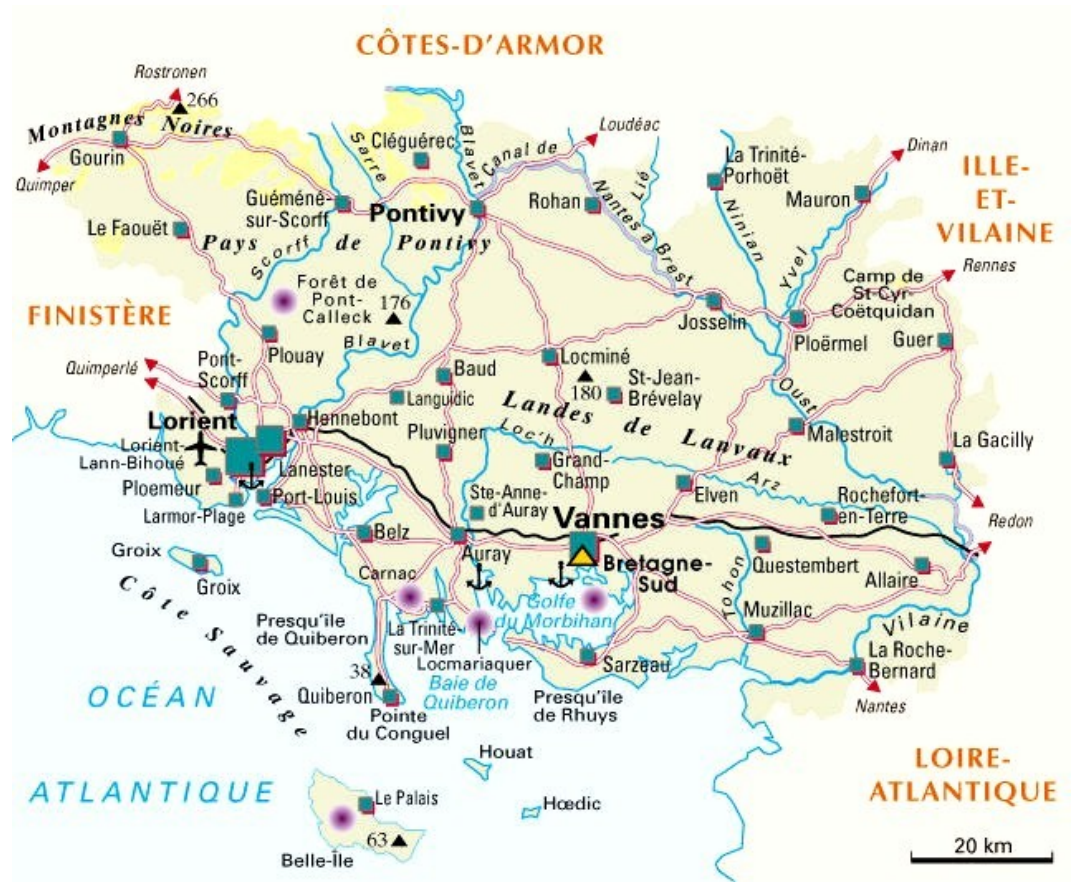 CÔTES-D'ARMOR
Rostronen
266
Montagnes Noires
Gourin
Quimper
Cléguérec
Sarre
Blavet
Canal de
Nantes à Brest
Loudéac
Lié
La Trinité-
Porhoët
Dinan
Mauron
ILLE-
ET-
VILAINE
Guéméné-
sur-Scorff
Pontivy
Rohan
Ninian
Yvel
Le Faouët
Pays de Pontivy
Scorff
Rennes
Camp de
St-Cyr-
Coëtquidan
Forêt de
Pont-
Calleck
176
FINISTÈRE
Josselin
Ploërmel
Guer
Plouay
Blavet
Quimperlé
Pont-
Scorff
Baud
Locminé
180
St-Jean-
Brévelay
Languidic
Landes de Lanvaux
Oust
Lorient
Hennebont
Pluvigner
Loc'h
Malestroit
Lorient-
Lann-Bihoué
Lanester
Grand-
Champ
La Gacilly
Ploemeur
Port-Louis
Larmor-Plage
Ste-Anne-
d'Auray
Elven
Arz
Rochefort-
en-Terre
Redon
Vannes
Belz
Auray
Bretagne-
Sud
Questembert
Allaire
Groix
Groix
Carnac
Golfe
du Morbihan
Tohon
Muzillac
Vilaine
Côte Sauvage
Presqu'île
de Quiberon
La Trinité-
sur-Mer
Locmariaquer
Sarzeau
La Roche-
Bernard
38
Quiberon
Baie de
Quiberon
Presqu'île
de Rhuys
Nantes
OCÉAN
ATLANTIQUE
Pointe
du Conguel
Houat
LOIRE-
ATLANTIQUE
Le Palais
Hœdic
63
Belle-Île
20 km